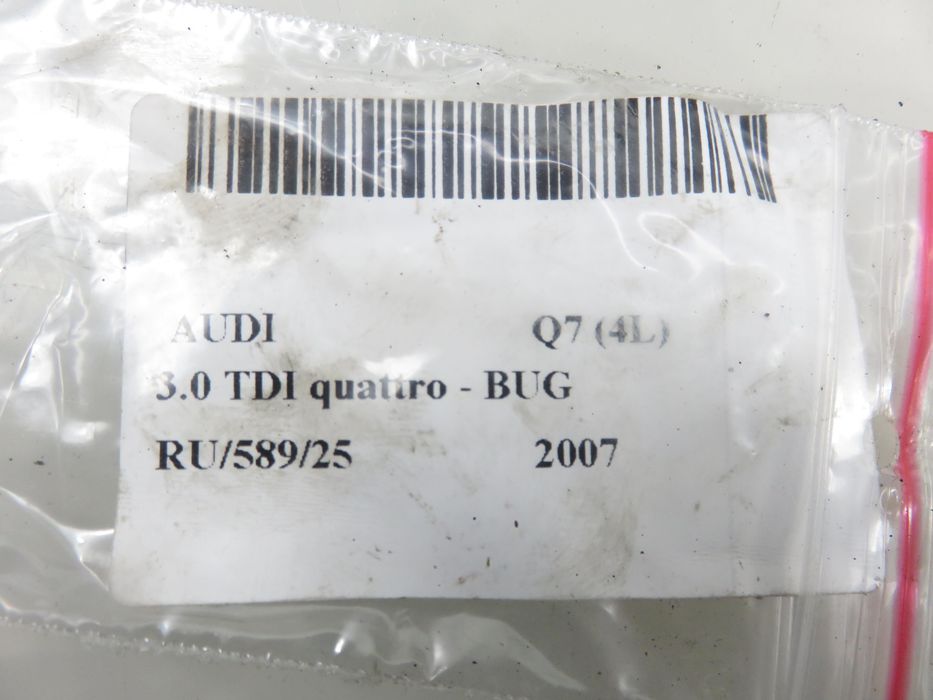 AUDI Q7 (4L)
3.0 TDI quattro - BUG
RU/589/25 2007